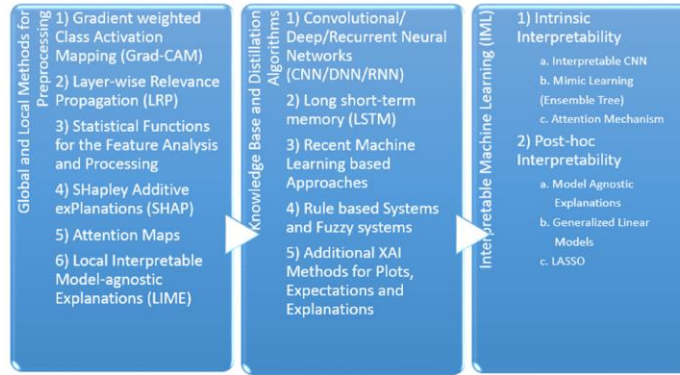 Global and Local Methods for
Preprocessing
1) Gradient weighted
Class Activation
Mapping (Grad-CAM)
2) Layer-wise Relevance
Propagation (LRP)
3) Statistical Functions
for the Feature Analysis
and Processing
4) SHapley Additive
exPlanations (SHAP)
5) Attention Maps
6) Local Interpretable
Model-agnostic
Explanations (LIME)
Knowledge Base and Distillation
Algorithms
1) Convolutional/
Deep/Recurrent Neural
Networks
(CNN/DNN/RNN)
2) Long short-term
memory (LSTM)
3) Recent Machine
Learning based
Approaches
4) Rule based Systems
and Fuzzy systems
5) Additional XAI
Methods for Plots,
Expectations and
Explanations
Interpretable Machine Learning (IML)
1) Intrinsic
Interpretability
a. Interpretable CNN
b. Mimic Learning
(Ensemble Tree)
c. Attention Mechanism
2) Post-hoc
Interpretability
a. Model Agnostic
Explanations
b. Generalized Linear
Models
c. LASSO